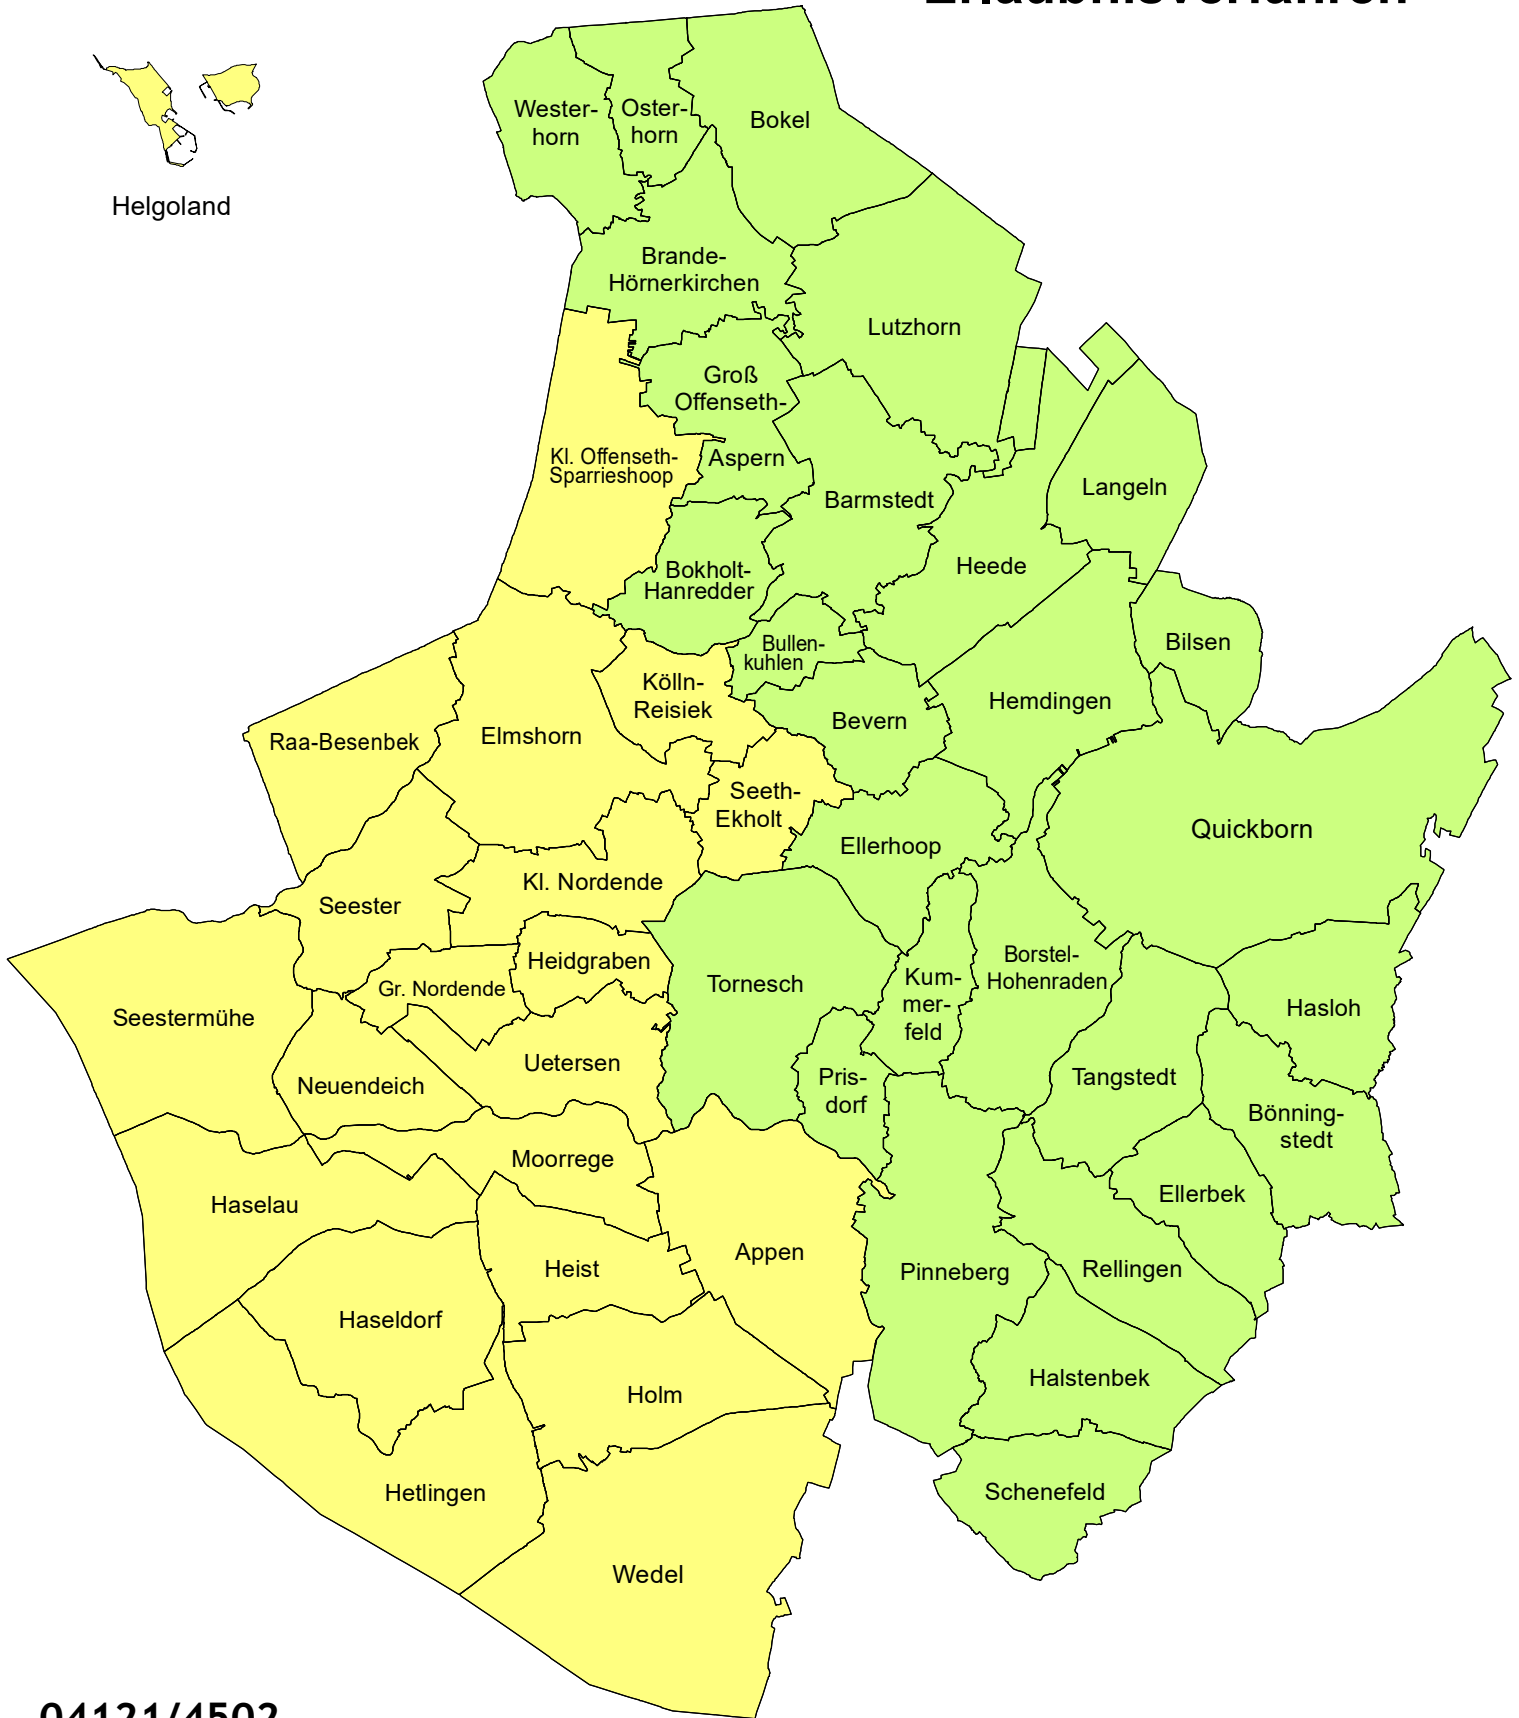 Erlaubnisverfahren
Helgoland
Wester-
horn
Oster-
horn
Bokel
Brande-
Hörnerkirchen
Lutzhorn
Groß
Offenseth-
Aspern
Kl. Offenseth-
Sparrieshoop
Barmstedt
Langeln
Heede
Bokholt-
Hanredder
Bullen-
kuhlen
Bilsen
Kölln-
Reisiek
Hemdingen
Bevern
Raa-Besenbek
Elmshorn
Seeth-
Ekholt
Quickborn
Ellerhoop
Kl. Nordende
Seester
Heidgraben
Gr. Nordende
Tornesch
Kum-
mer-
feld
Borstel-
Hohenraden
Hasloh
Seestermühe
Uetersen
Neuendeich
Pris-
dorf
Tangstedt
Bönning-
stedt
Moorrege
Haselau
Ellerbek
Appen
Heist
Pinneberg
Rellingen
Haseldorf
Halstenbek
Holm
Hetlingen
Schenefeld
Wedel
04121/4502